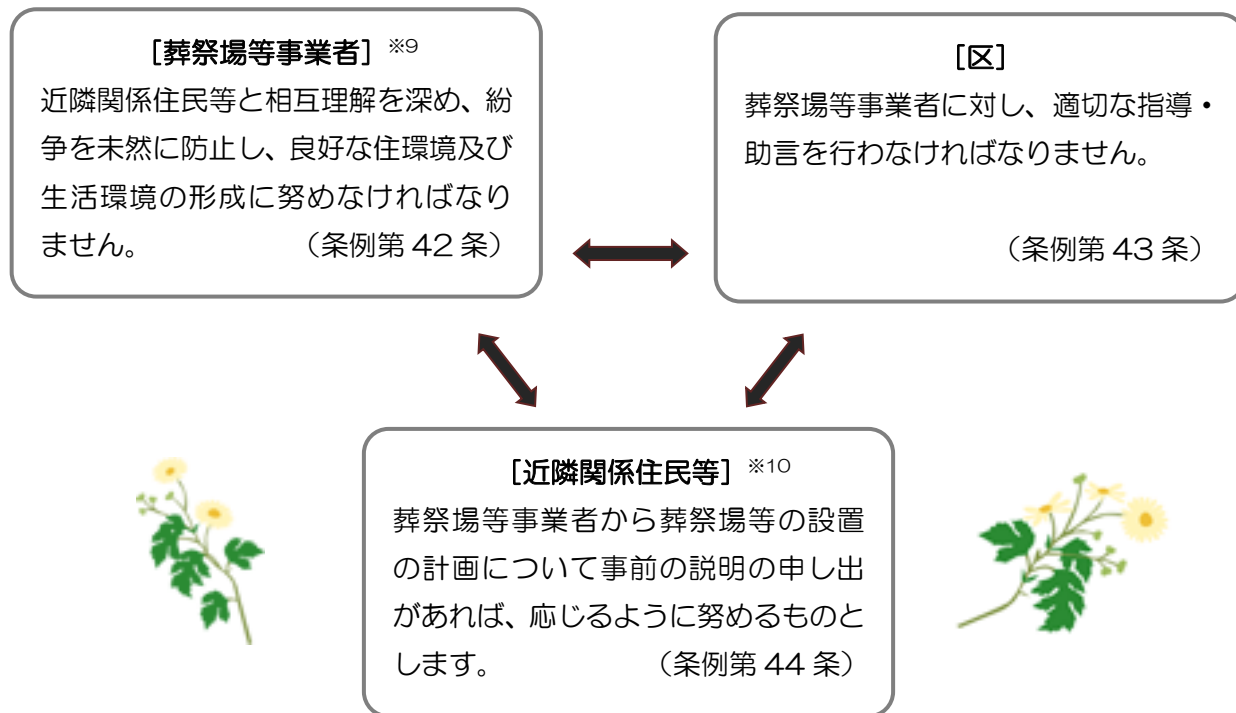 [葬祭場等事業者] ※9
近隣関係住民等と相互理解を深め、紛
争を未然に防止し、良好な住環境及び
生活環境の形成に努めなければなり
ません。 （条例第 42 条）
[区]
葬祭場等事業者に対し、適切な指導・
助言を行わなければなりません。
（条例第 43 条）
[近隣関係住民等] ※10
葬祭場等事業者から葬祭場等の設置
の計画について事前の説明の申し出
があれば、応じるように努めるものと
します。 （条例第 44 条）